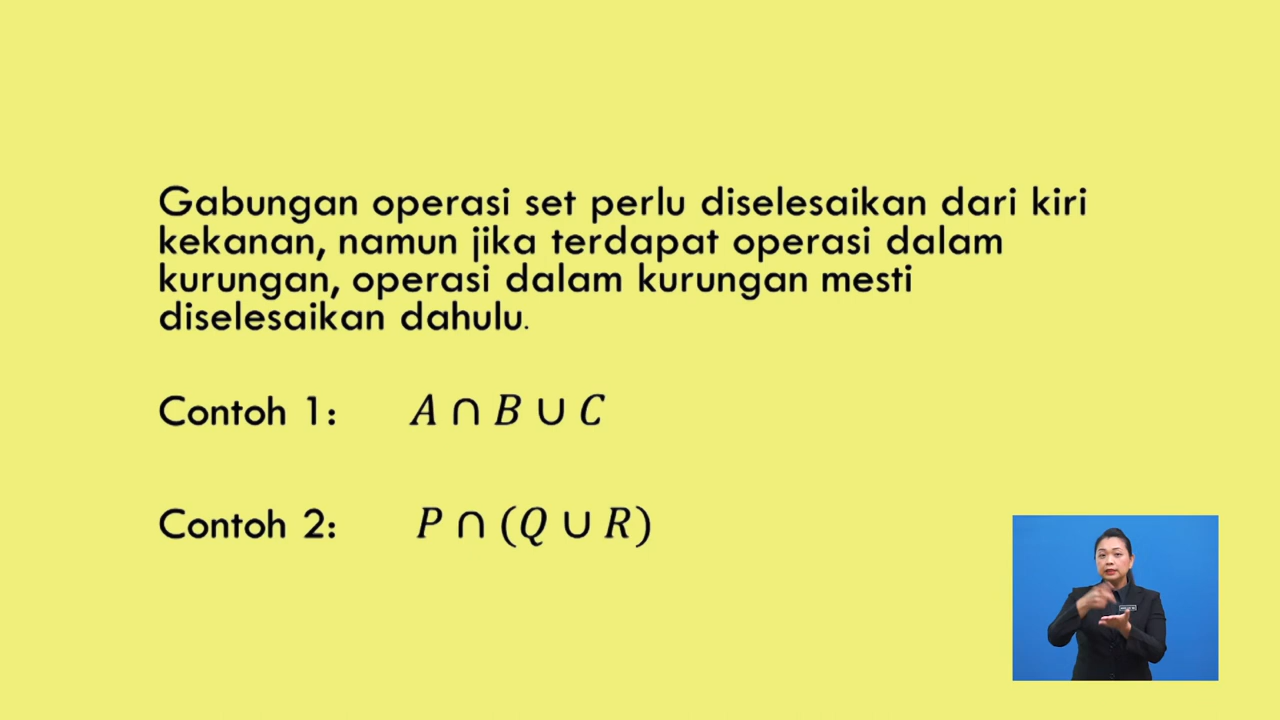 Gabungan operasi set perlu diselesaikan dari kiri
kekanan, namun jika terdapat operasi dalam
kurungan, operasi dalam kurungan mesti
diselesaikan dahulu.
Contoh 1: A ∩ B ∪ C
Contoh 2: P ∩ (Q ∪ R)